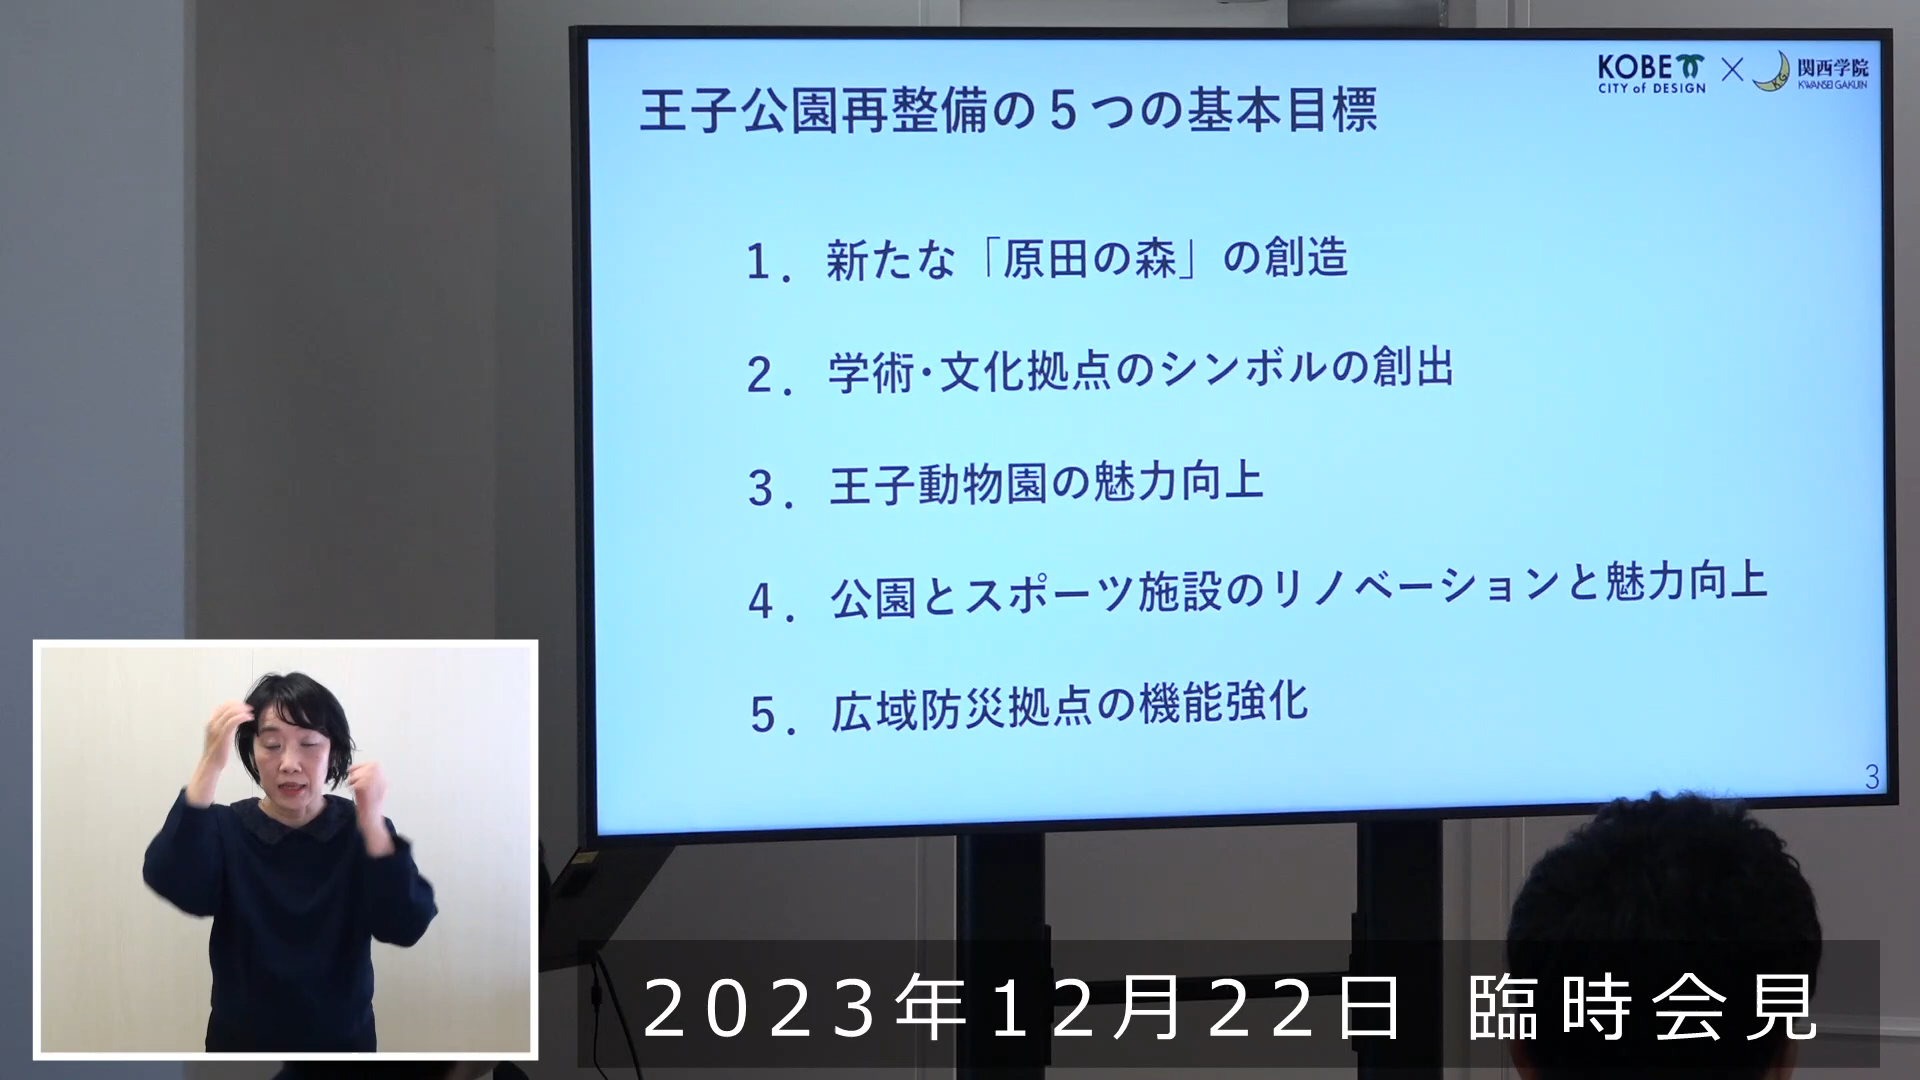 KOBE
CITY of DESIGN
×
関西学院
KWANSEI GAKUIN
王子公園再整備の5つの基本目標
1．新たな「原田の森」の創造
2．学術･文化拠点のシンボルの創出
3．王子動物園の魅力向上
4．公園とスポーツ施設のリノベーションと魅力向上
5．広域防災拠点の機能強化
3
2023年12月22日 臨時会見